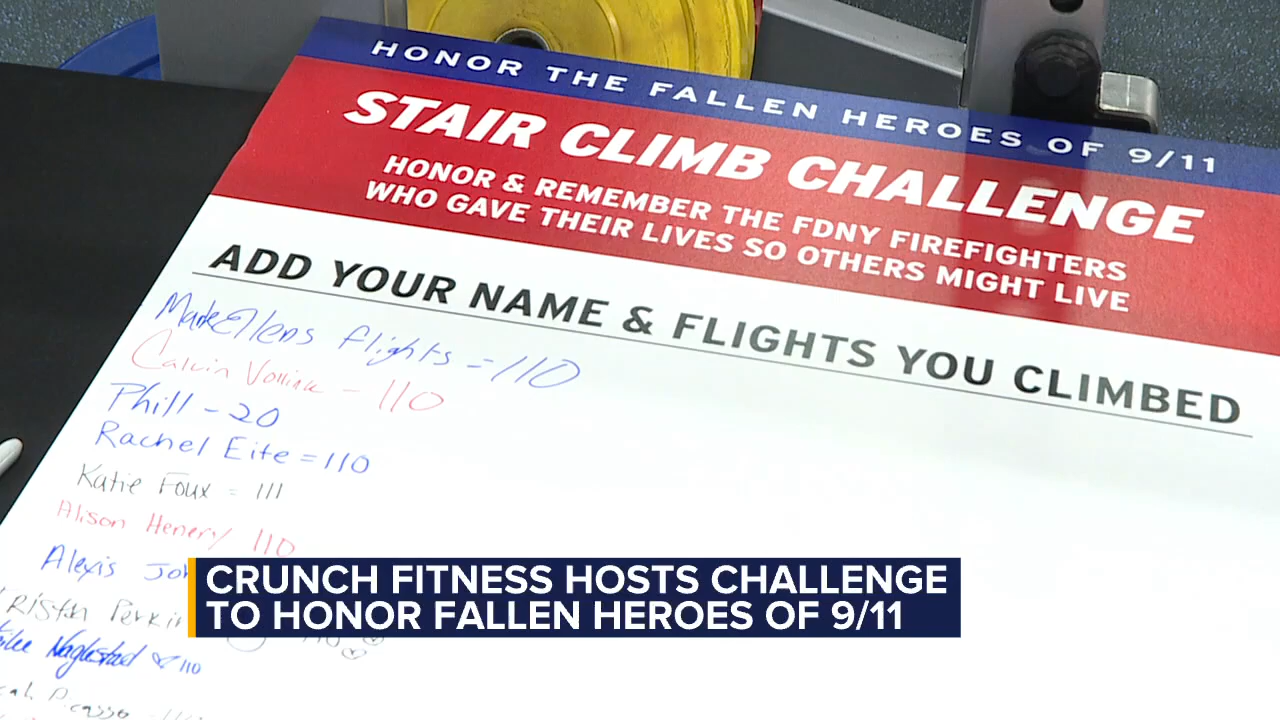 HONOR THE FALLEN HEROES OF 9/11
STAIR CLIMB CHALLENGE
HONOR & REMEMBER THE FDNY FIREFIGHTERS
WHO GAVE THEIR LIVES SO OTHERS MIGHT LIVE
ADD YOUR NAME & FLIGHTS YOU CLIMBED
flights = 110
Calvin - 110
Phill - 20
Rachel Eite = 110
Katie Foux = 111
Alison Henery 110
Alexis
CRUNCH FITNESS HOSTS CHALLENGE
TO HONOR FALLEN HEROES OF 9/11
110